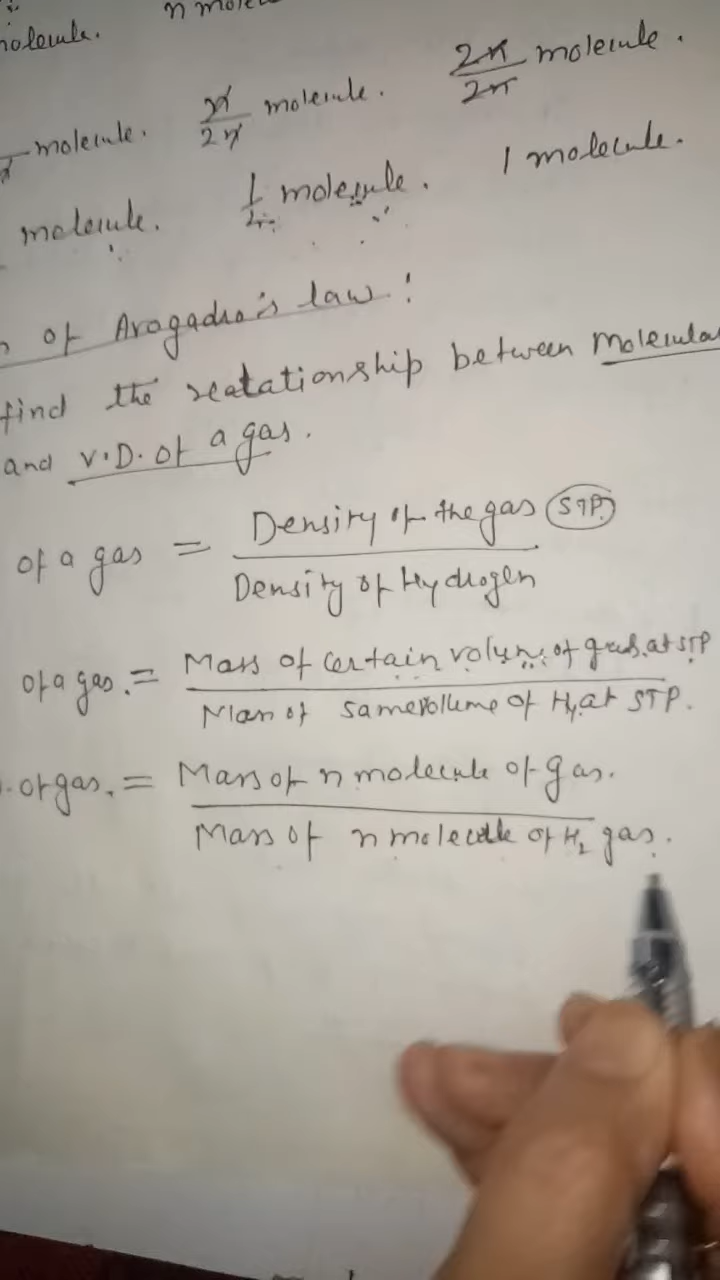 n mole
molecule.
molecule. n/2n molecule. 2n/2n molecule.
molecule. 1/2 molecule. 1 molecule.
of Avogadro's law:
find the relationship between molecular
and V.D. of a gas.
of a gas = Density of the gas (STP)
Density of Hydrogen
of a gas. = Mass of certain volume of gas at STP
Mass of same volume of H₂ at STP.
. of gas. = Mass of n molecule of gas.
Mass of n molecule of H₂ gas.